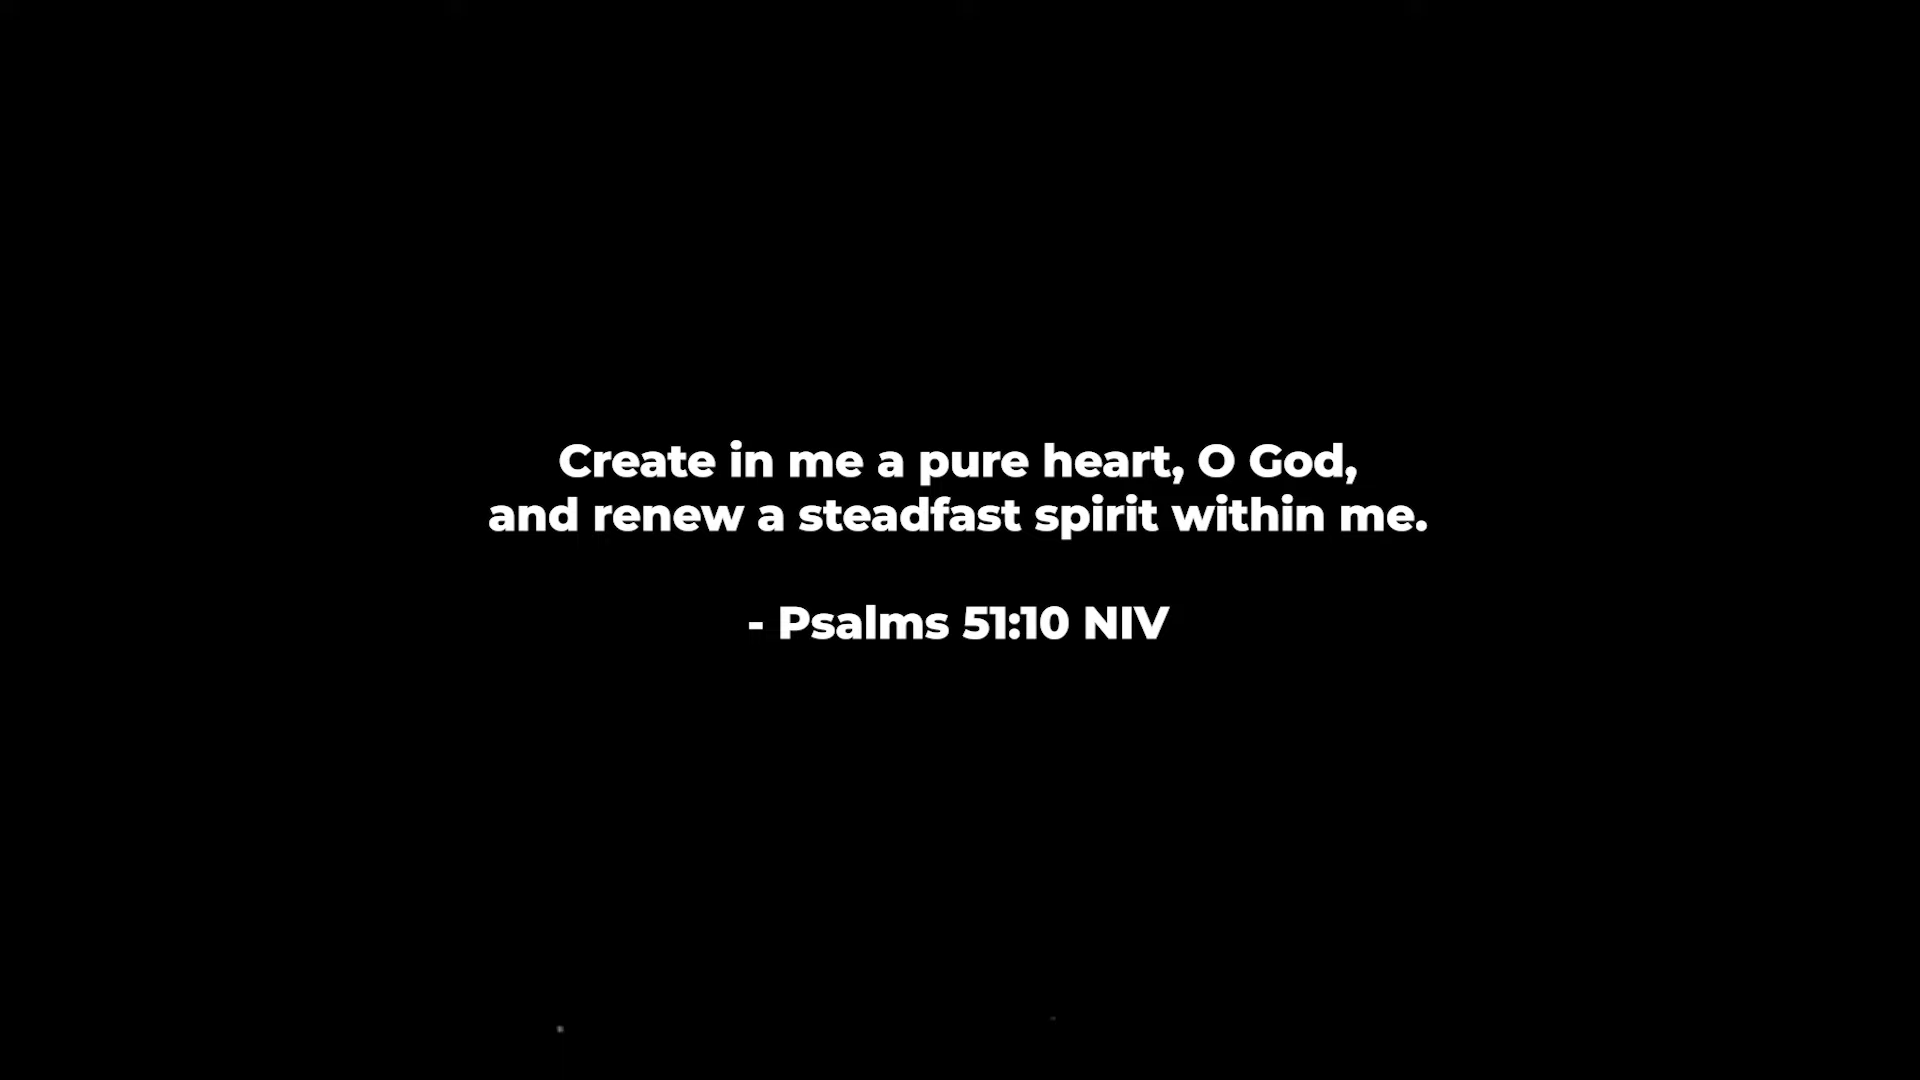 Create in me a pure heart, O God,
and renew a steadfast spirit within me.
- Psalms 51:10 NIV